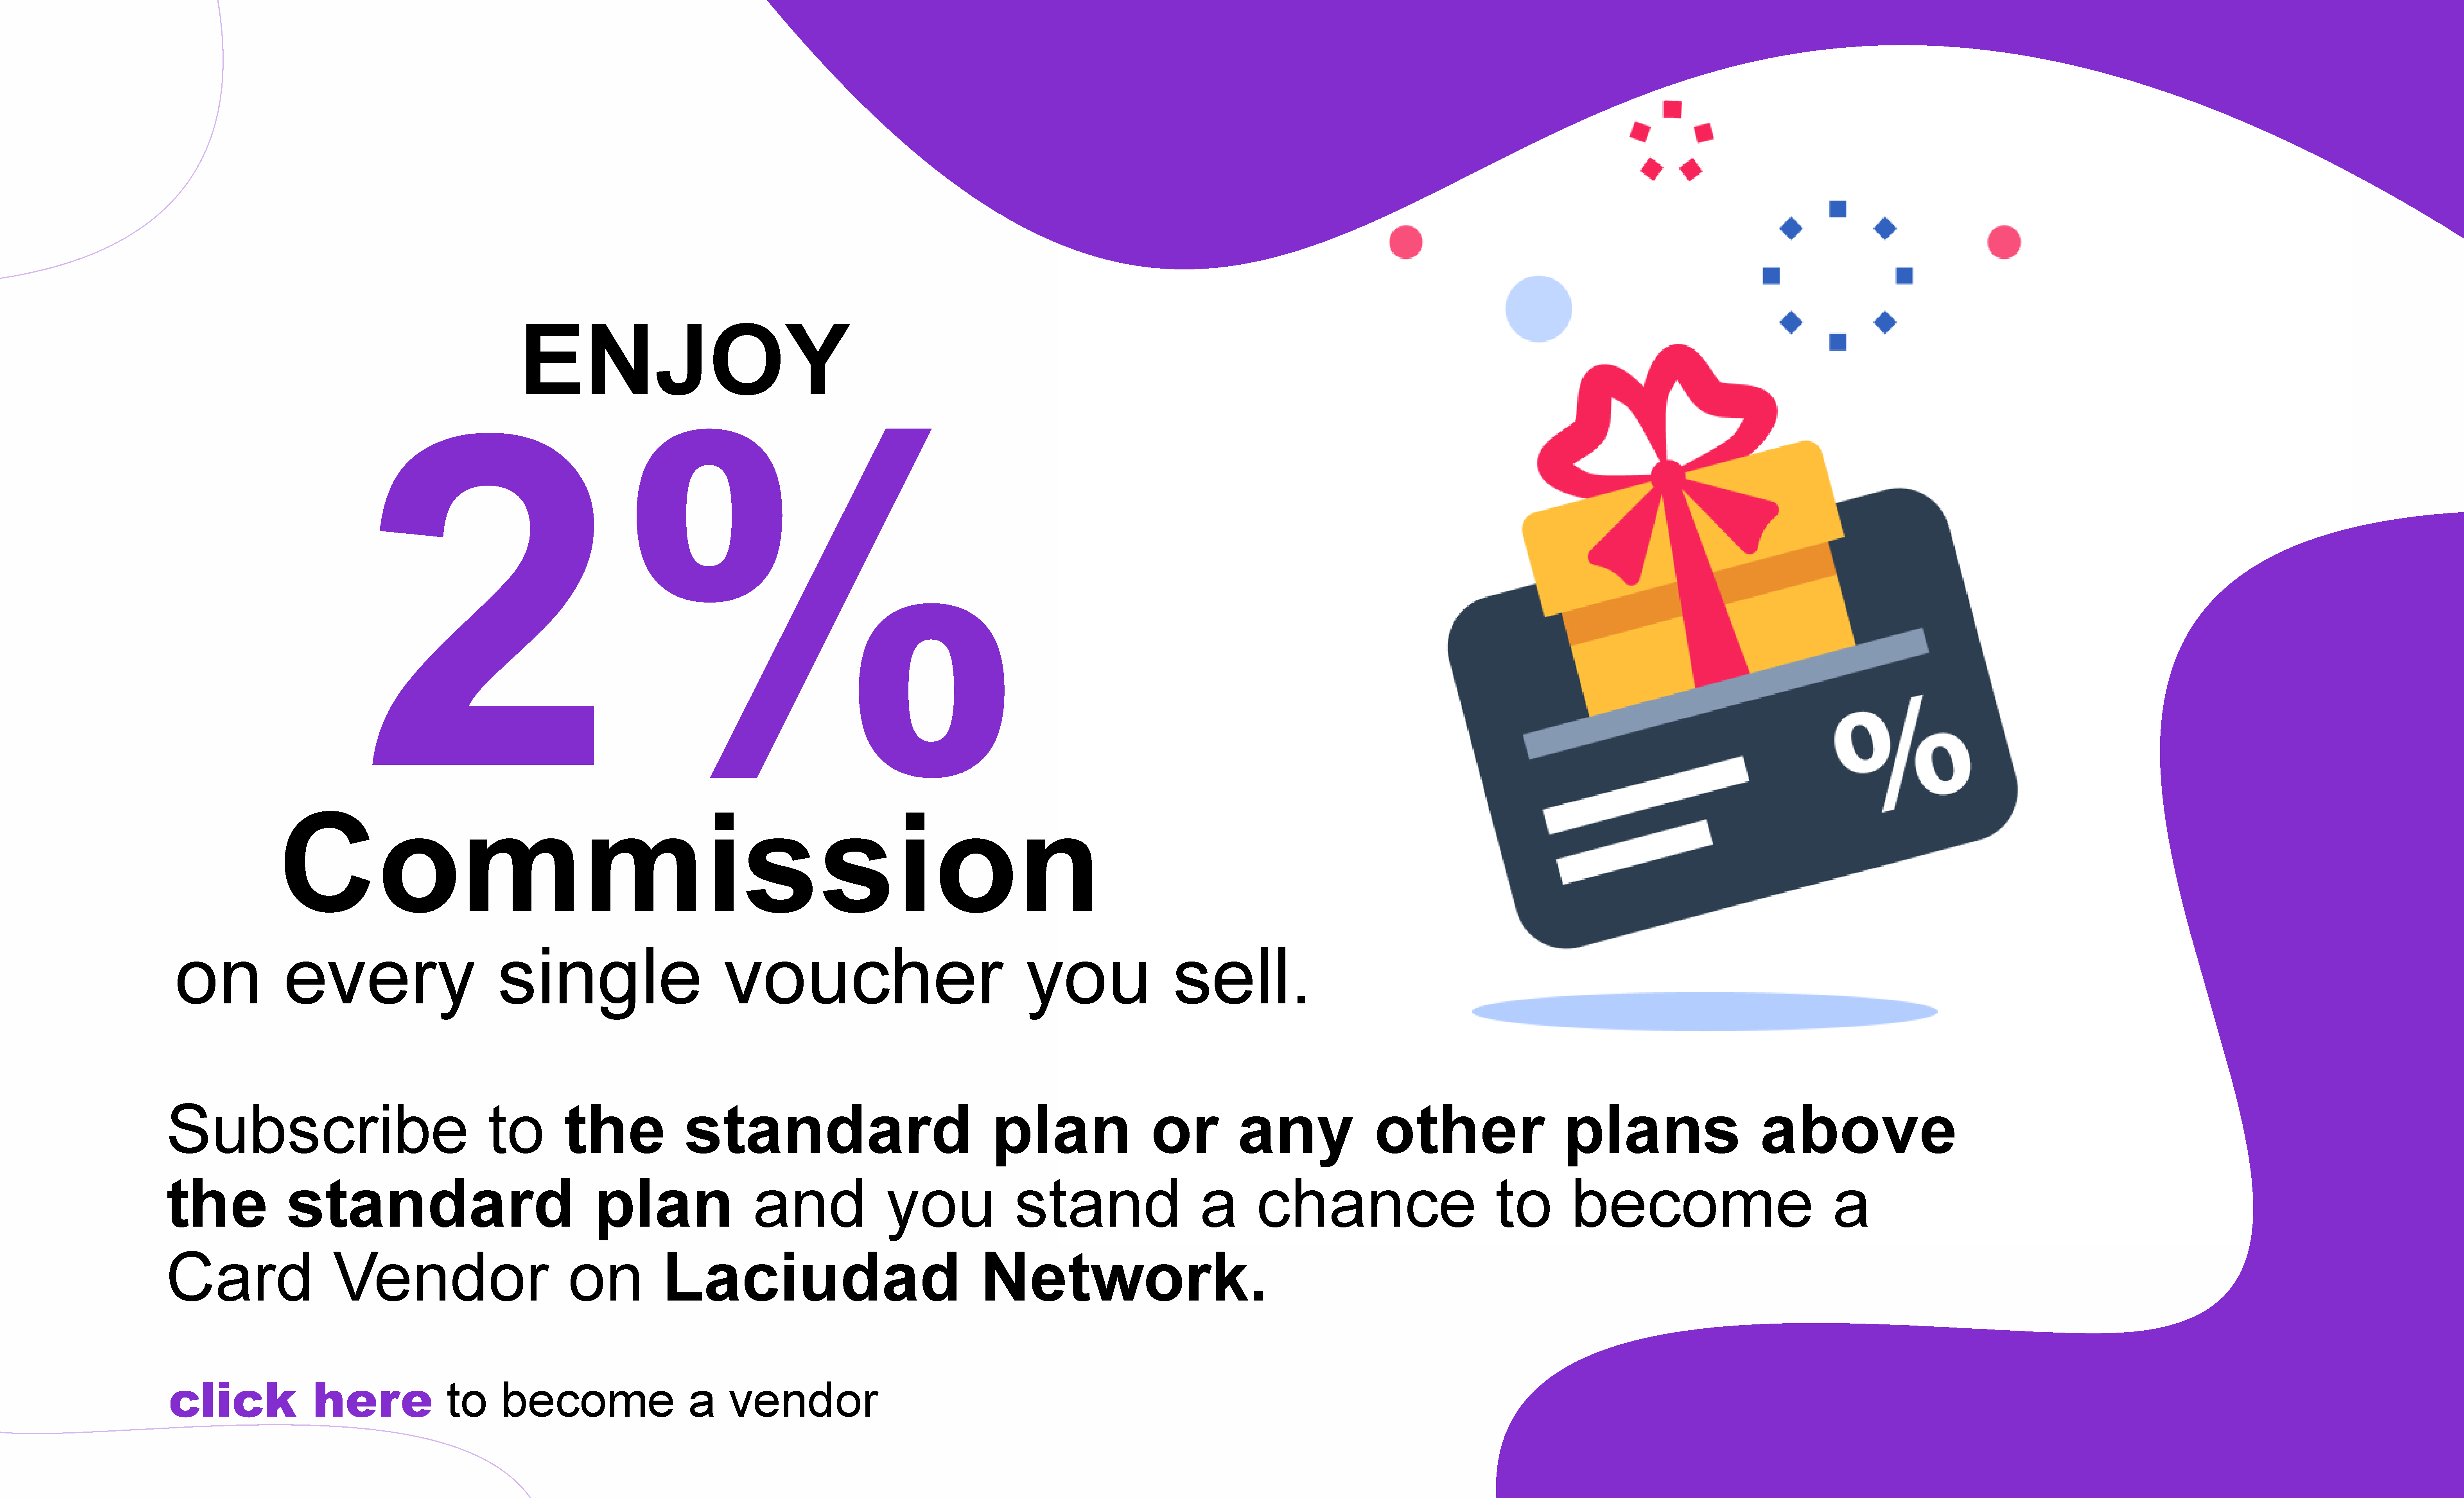 ENJOY
2%
Commission
on every single voucher you sell.
%
Subscribe to the standard plan or any other plans above
the standard plan and you stand a chance to become a
Card Vendor on Laciudad Network.
click here to become a vendor